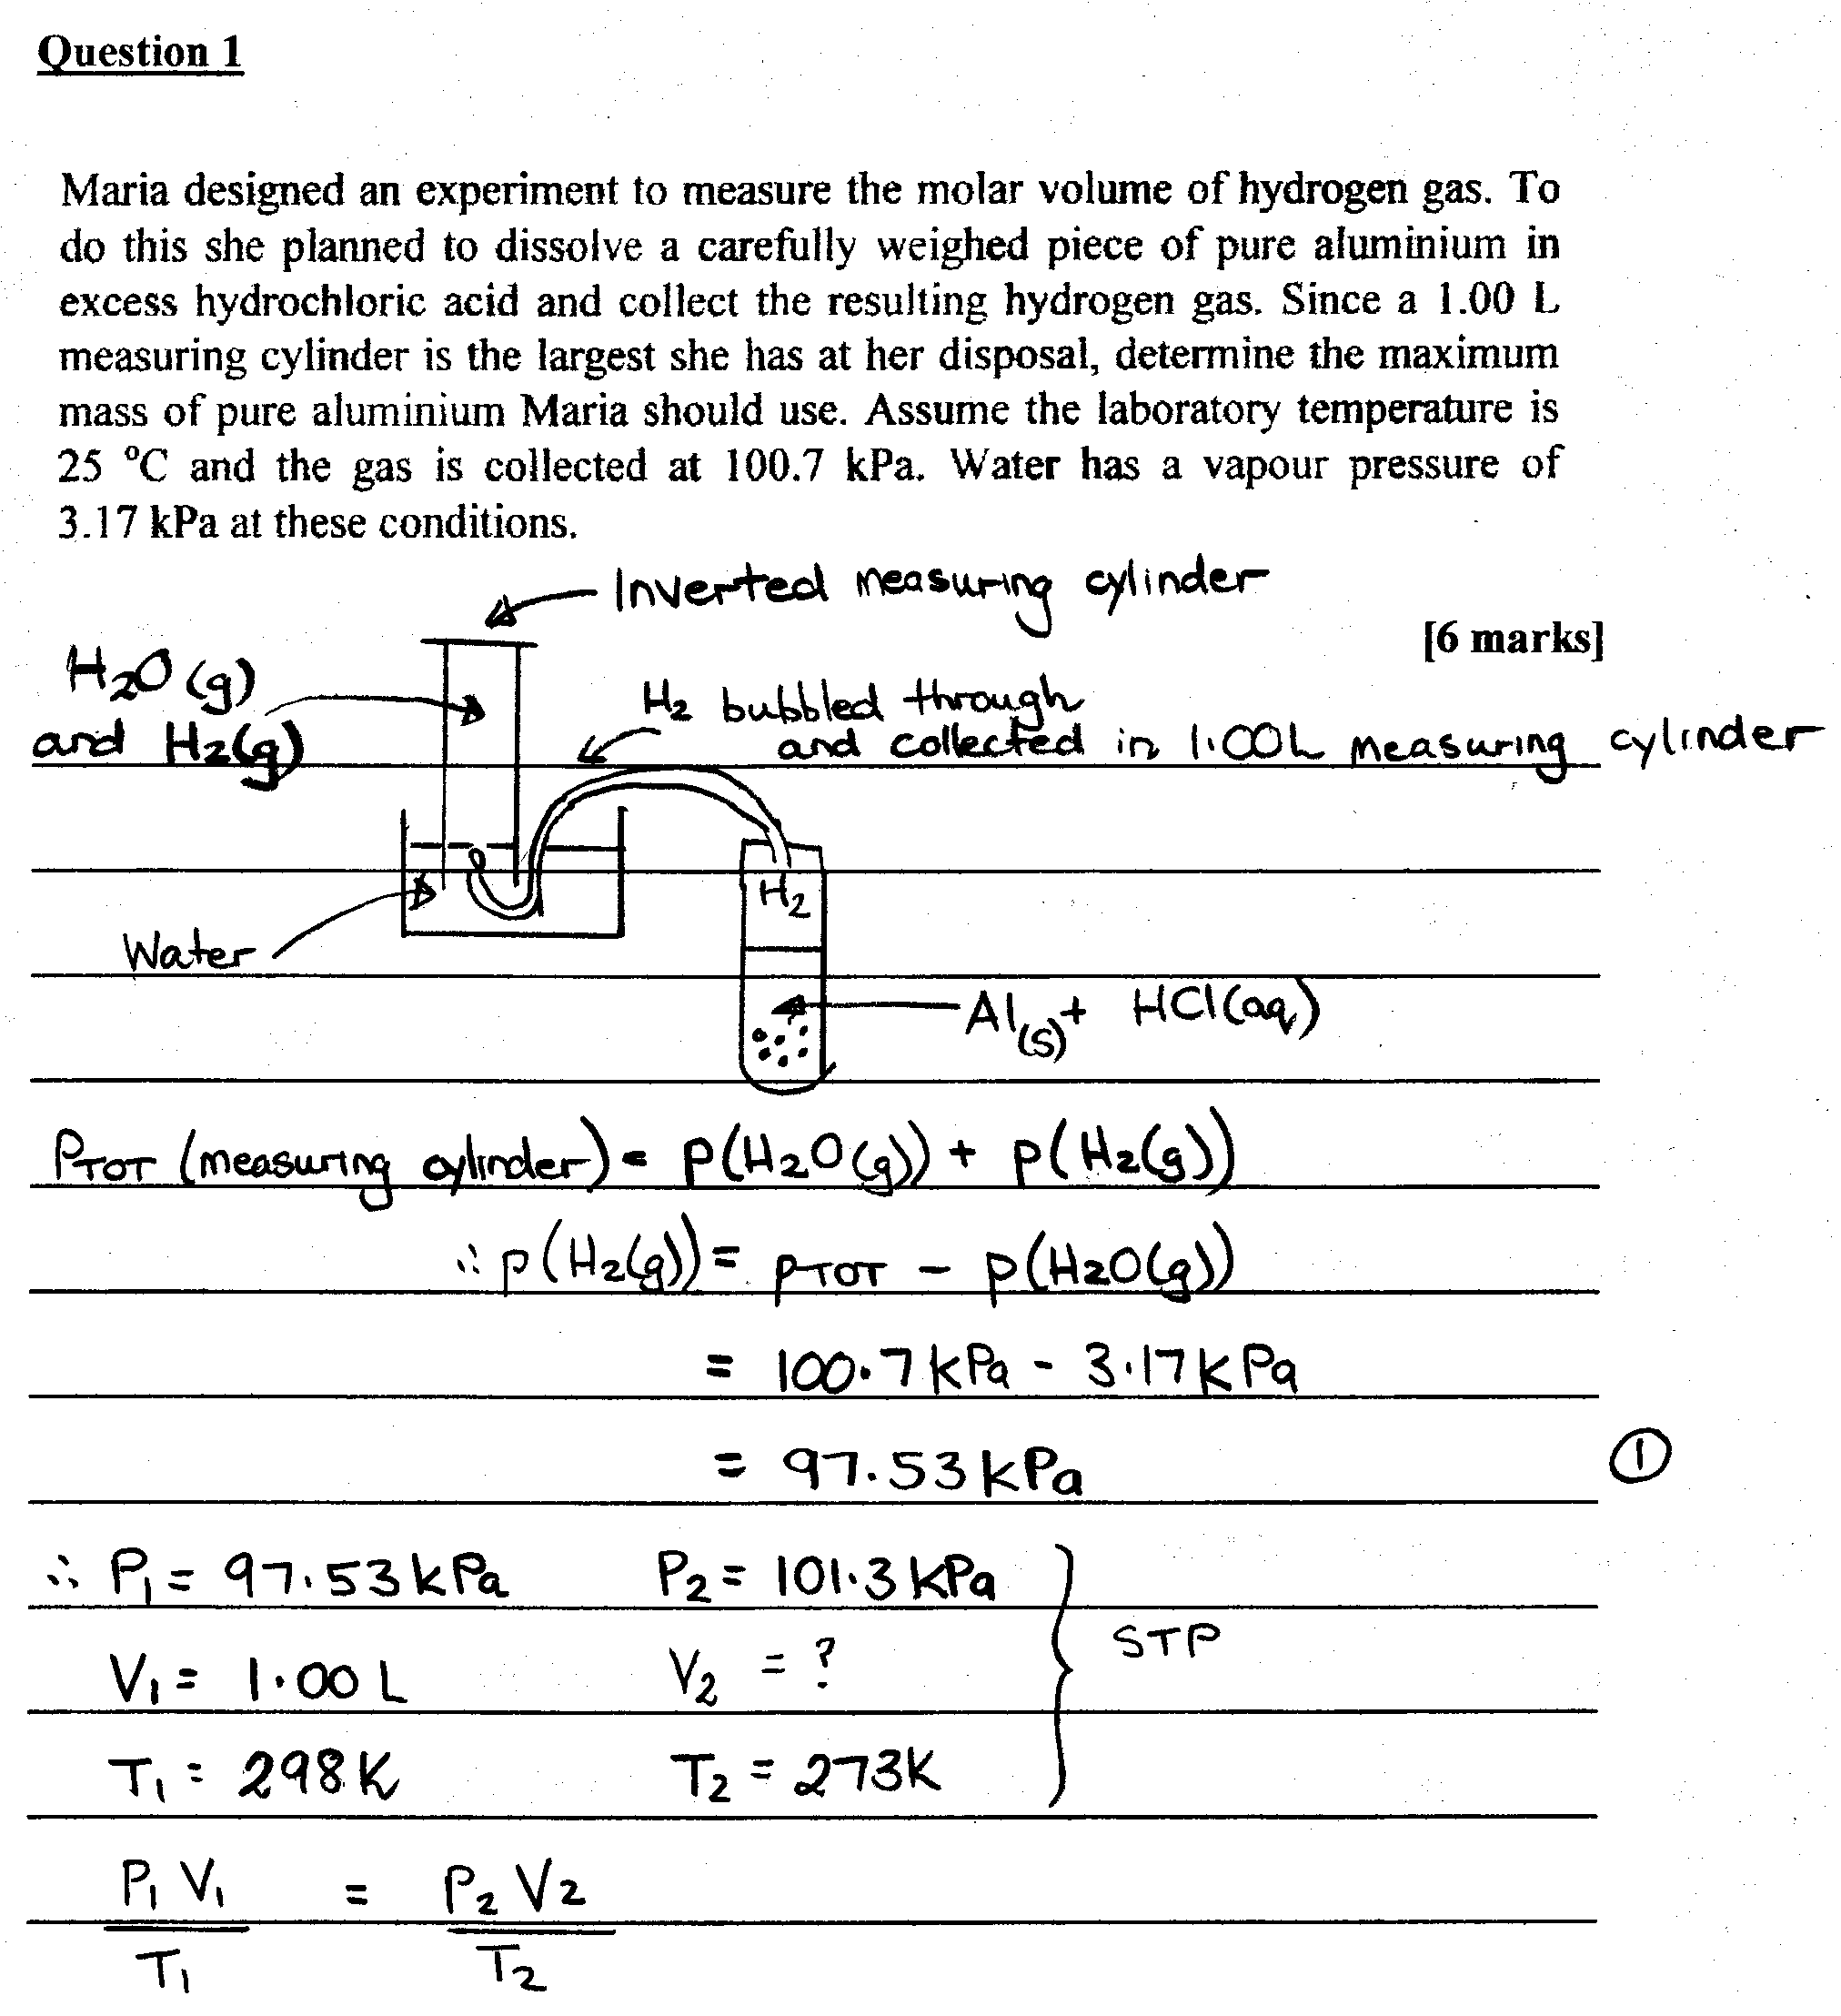 Question 1
Maria designed an experiment to measure the molar volume of hydrogen gas. To
do this she planned to dissolve a carefully weighed piece of pure aluminium in
excess hydrochloric acid and collect the resulting hydrogen gas. Since a 1.00 L
measuring cylinder is the largest she has at her disposal, determine the maximum
mass of pure aluminium Maria should use. Assume the laboratory temperature is
25 °C and the gas is collected at 100.7 kPa. Water has a vapour pressure of
3.17 kPa at these conditions.
Inverted measuring cylinder
[6 marks]
H₂O (g)
and H₂(g)
H₂ bubbled through
and collected in 1.00L measuring cylinder
H₂
Water
Al(s) + HCl(aq)
PTOT (measuring cylinder) = p(H₂O(g)) + p(H₂(g))
∴ p(H₂(g)) = pTOT - p(H₂O(g))
= 100.7 kPa - 3.17 kPa
= 97.53 kPa
①
∴ P₁ = 97.53 kPa P₂ = 101.3 kPa
V₁ = 1.00 L V₂ = ?
STP
T₁ = 298 K T₂ = 273K
P₁ V₁ = P₂ V₂
T₁ T₂